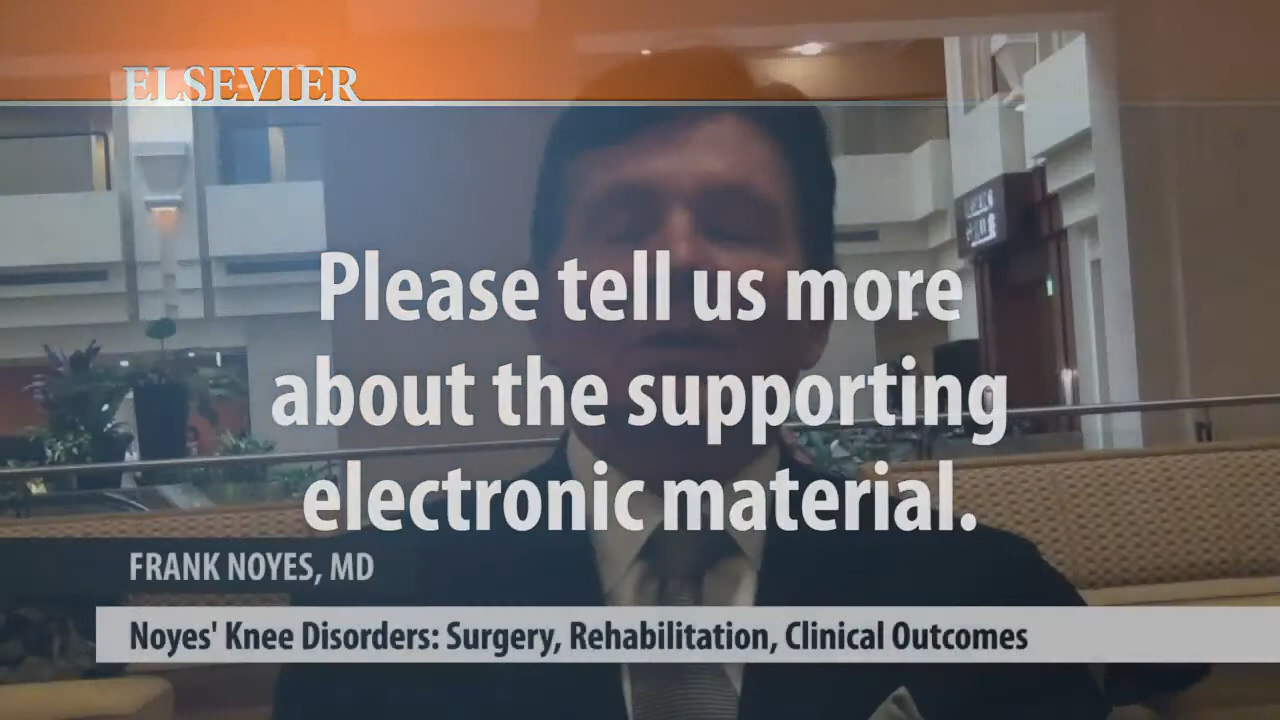 ELSEVIER
Please tell us more
about the supporting
electronic material.
FRANK NOYES, MD
Noyes' Knee Disorders: Surgery, Rehabilitation, Clinical Outcomes